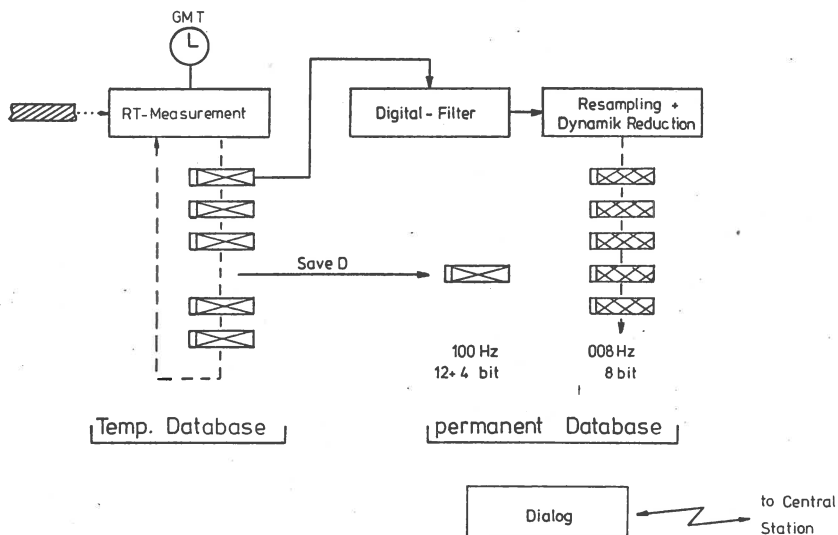 GMT
RT-Measurement
Digital-Filter
Resampling +
Dynamik Reduction
Save D
100 Hz
12+4 bit
008 Hz
8 bit
Temp. Database
permanent Database
Dialog
to Central
Station